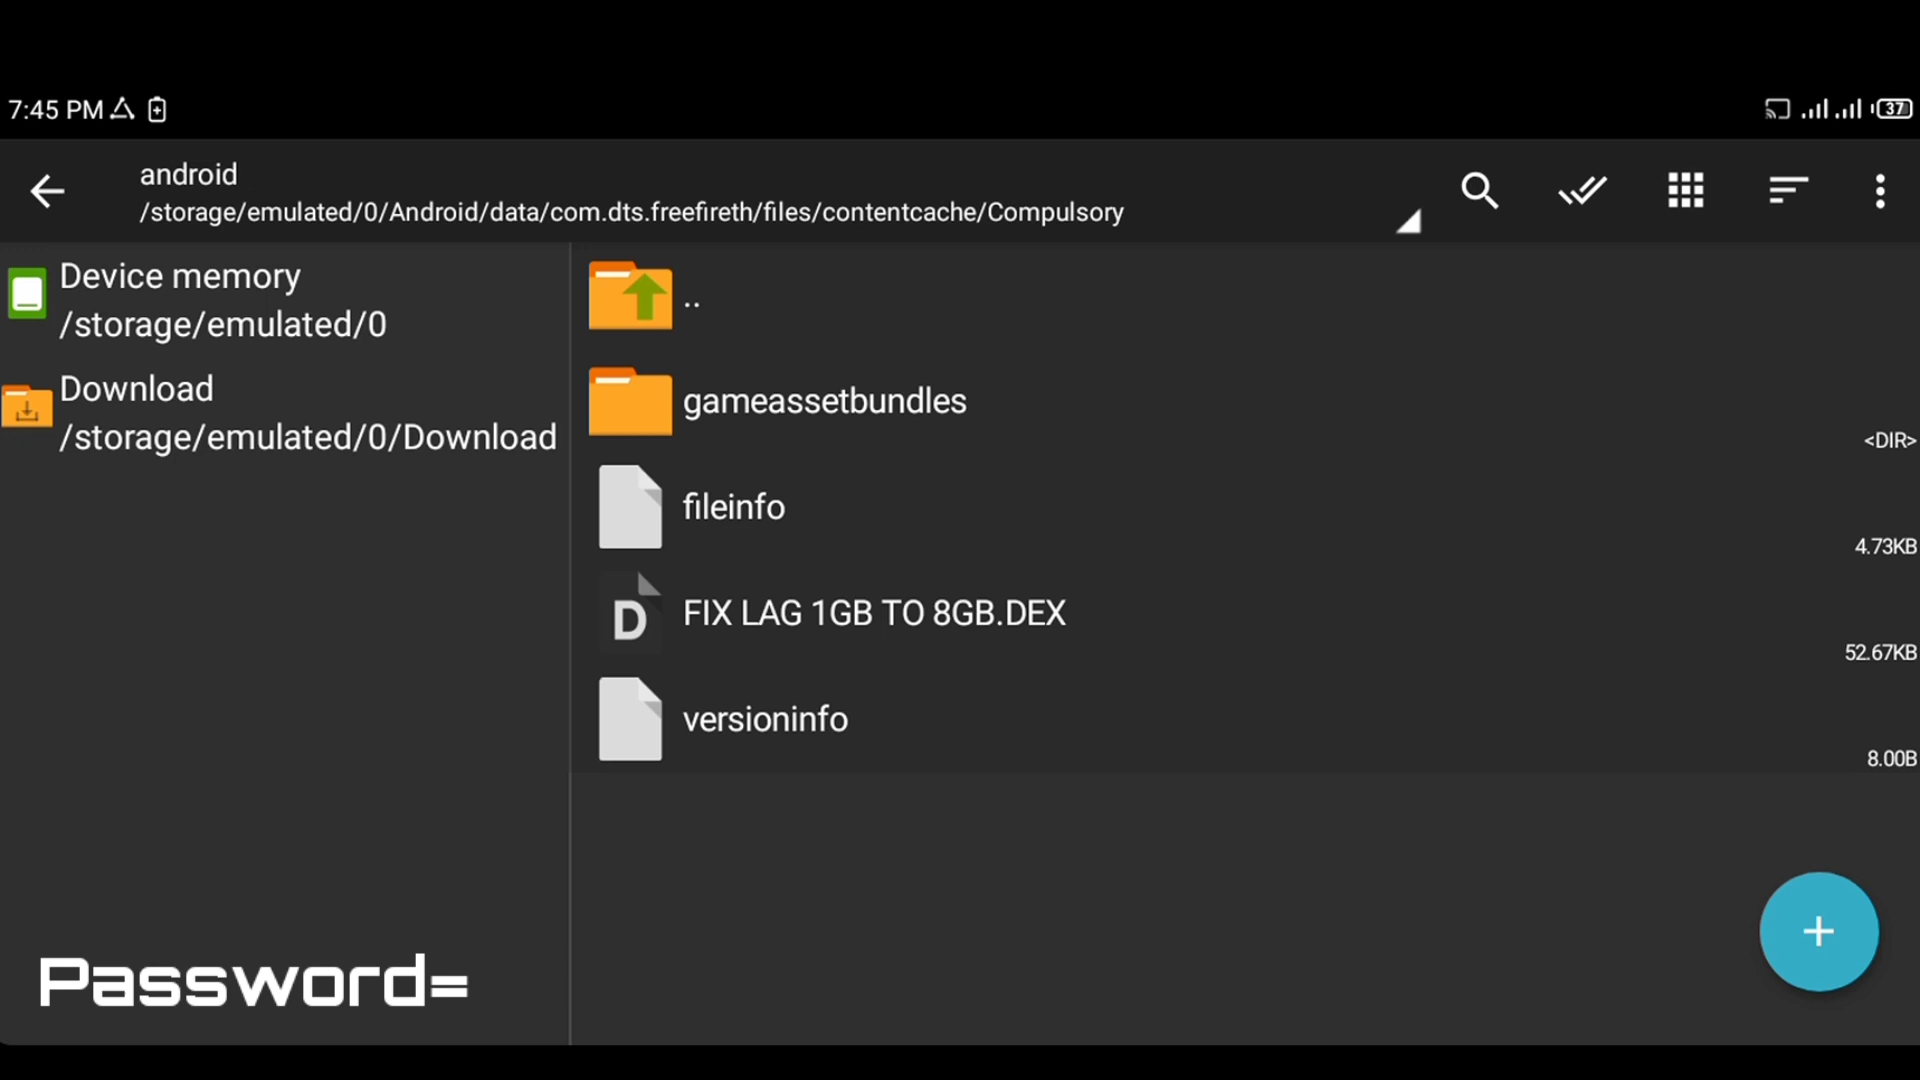 7:45 PM
37
android
/storage/emulated/0/Android/data/com.dts.freefireth/files/contentcache/Compulsory
Device memory
/storage/emulated/0
Download
/storage/emulated/0/Download
..
gameassetbundles
<DIR>
fileinfo
4.73KB
D
FIX LAG 1GB TO 8GB.DEX
52.67KB
versioninfo
8.00B
Password=